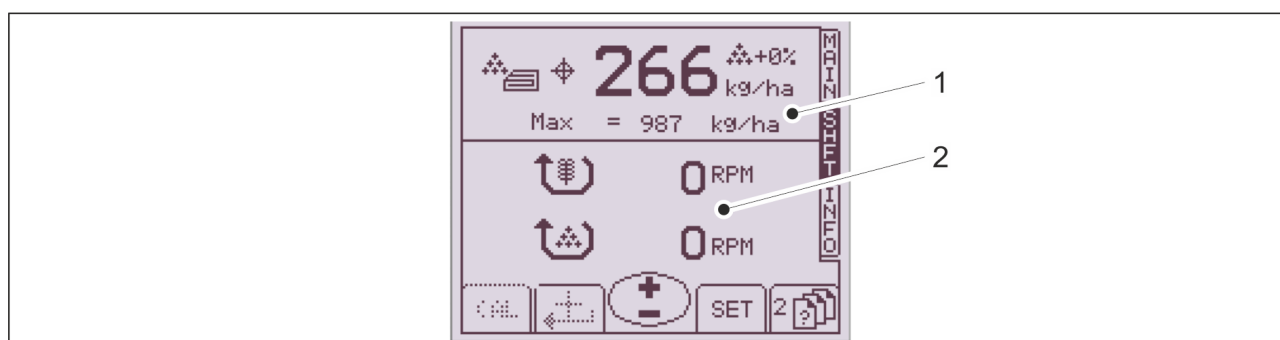 266
+0%
kg/ha
Max = 987 kg/ha
MAIN
SHFT
INFO
1
0 RPM
2
0 RPM
CAL
+
-
SET
2
?